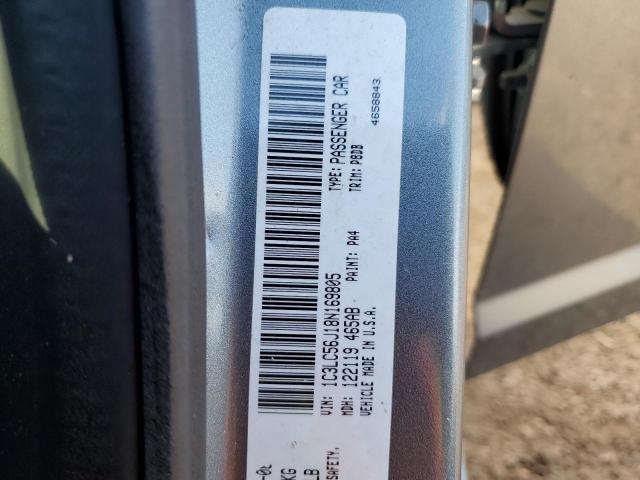 -0L
KG
LB
SAFETY.
VIN: 1C3LC56J18N169805 TYPE: PASSENGER CAR
MDH: 122119 465AB PAINT: PA4 TRIM: P8DB
VEHICLE MADE IN U.S.A. 4658843